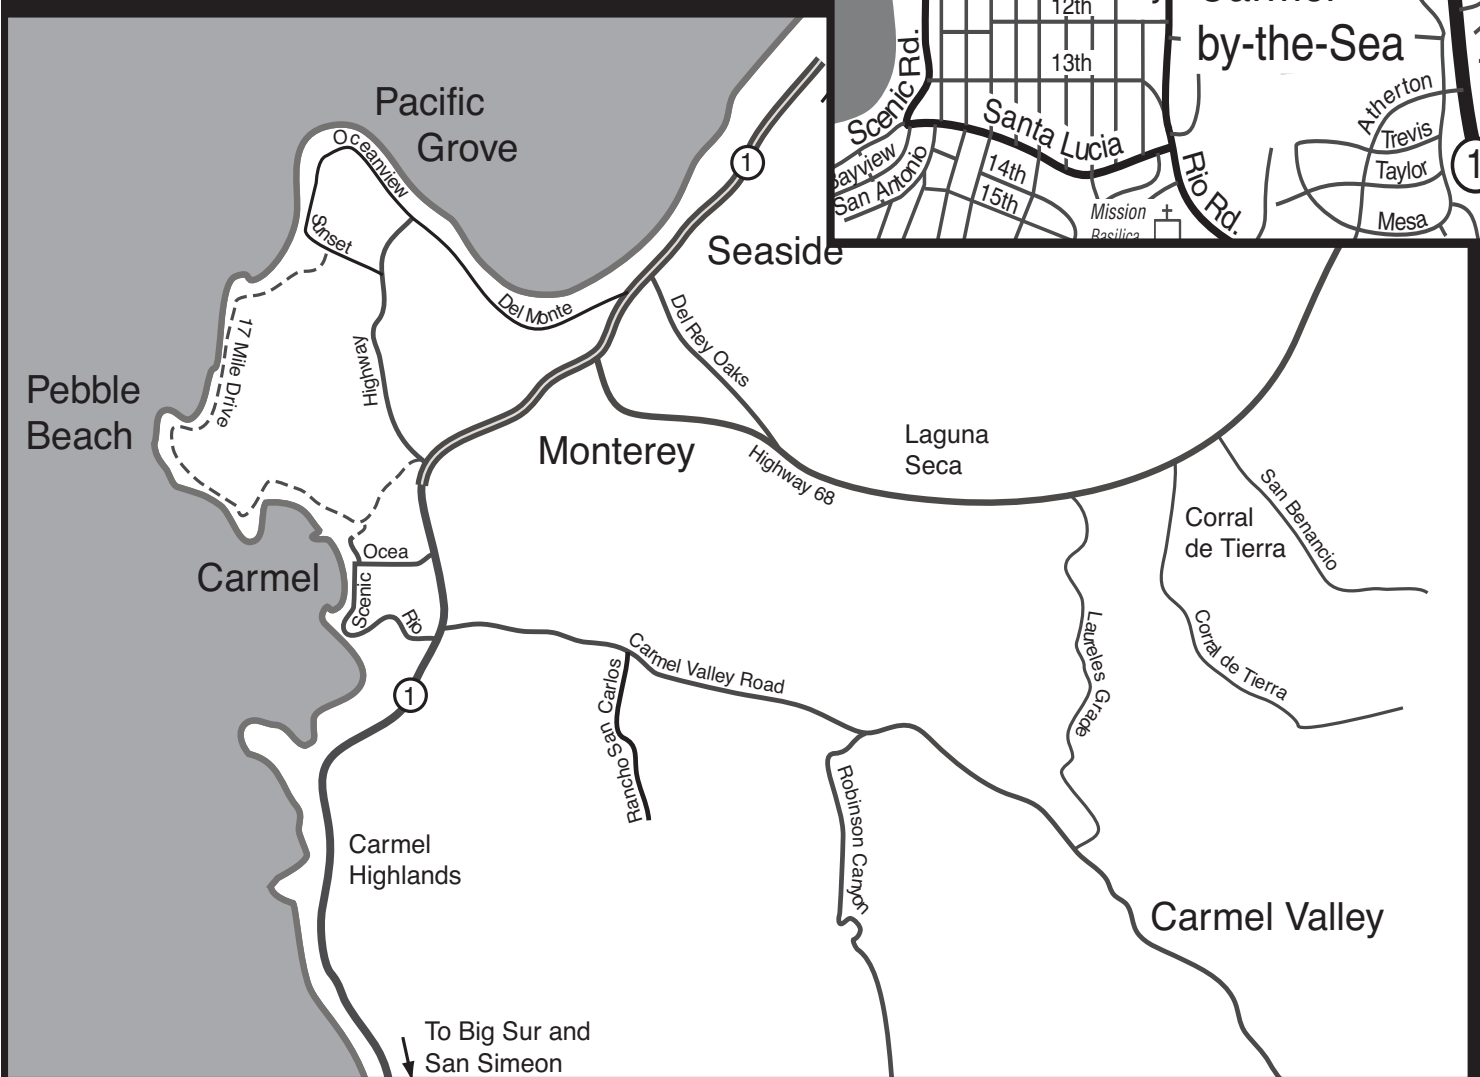 12th
by-the-Sea
13th
Scenic Rd.
Santa Lucia
Atherton
Trevis
Taylor
Mesa
1
14th
15th
San Antonio
Rio Rd.
Mission
Basilica
Pacific
Grove
Oceanview
1
Seaside
Sunset
Del Monte
Del Rey Oaks
17 Mile Drive
Highway
Pebble
Beach
Monterey
Laguna
Seca
Highway 68
San Benancio
Corral
de Tierra
Ocea
Carmel
Scenic
Rio
Carmel Valley Road
Rancho San Carlos
Laureles Grade
Corral de Tierra
1
Robinson Canyon
Carmel
Highlands
Carmel Valley
To Big Sur and
San Simeon